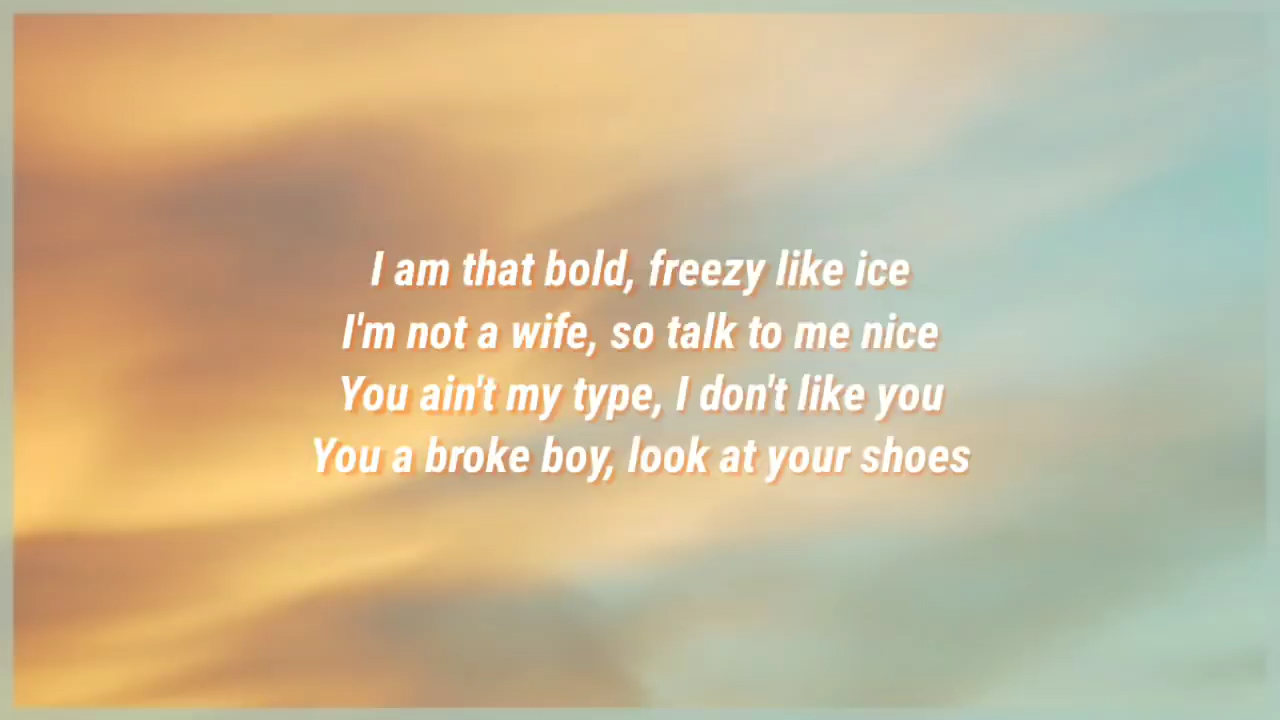 I am that bold, freezy like ice
I'm not a wife, so talk to me nice
You ain't my type, I don't like you
You a broke boy, look at your shoes